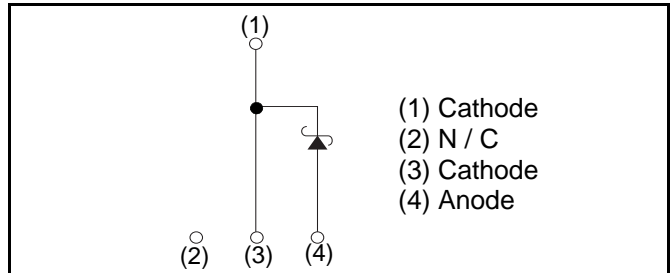 (1)
(1) Cathode
(2) N / C
(3) Cathode
(4) Anode
(2) (3) (4)